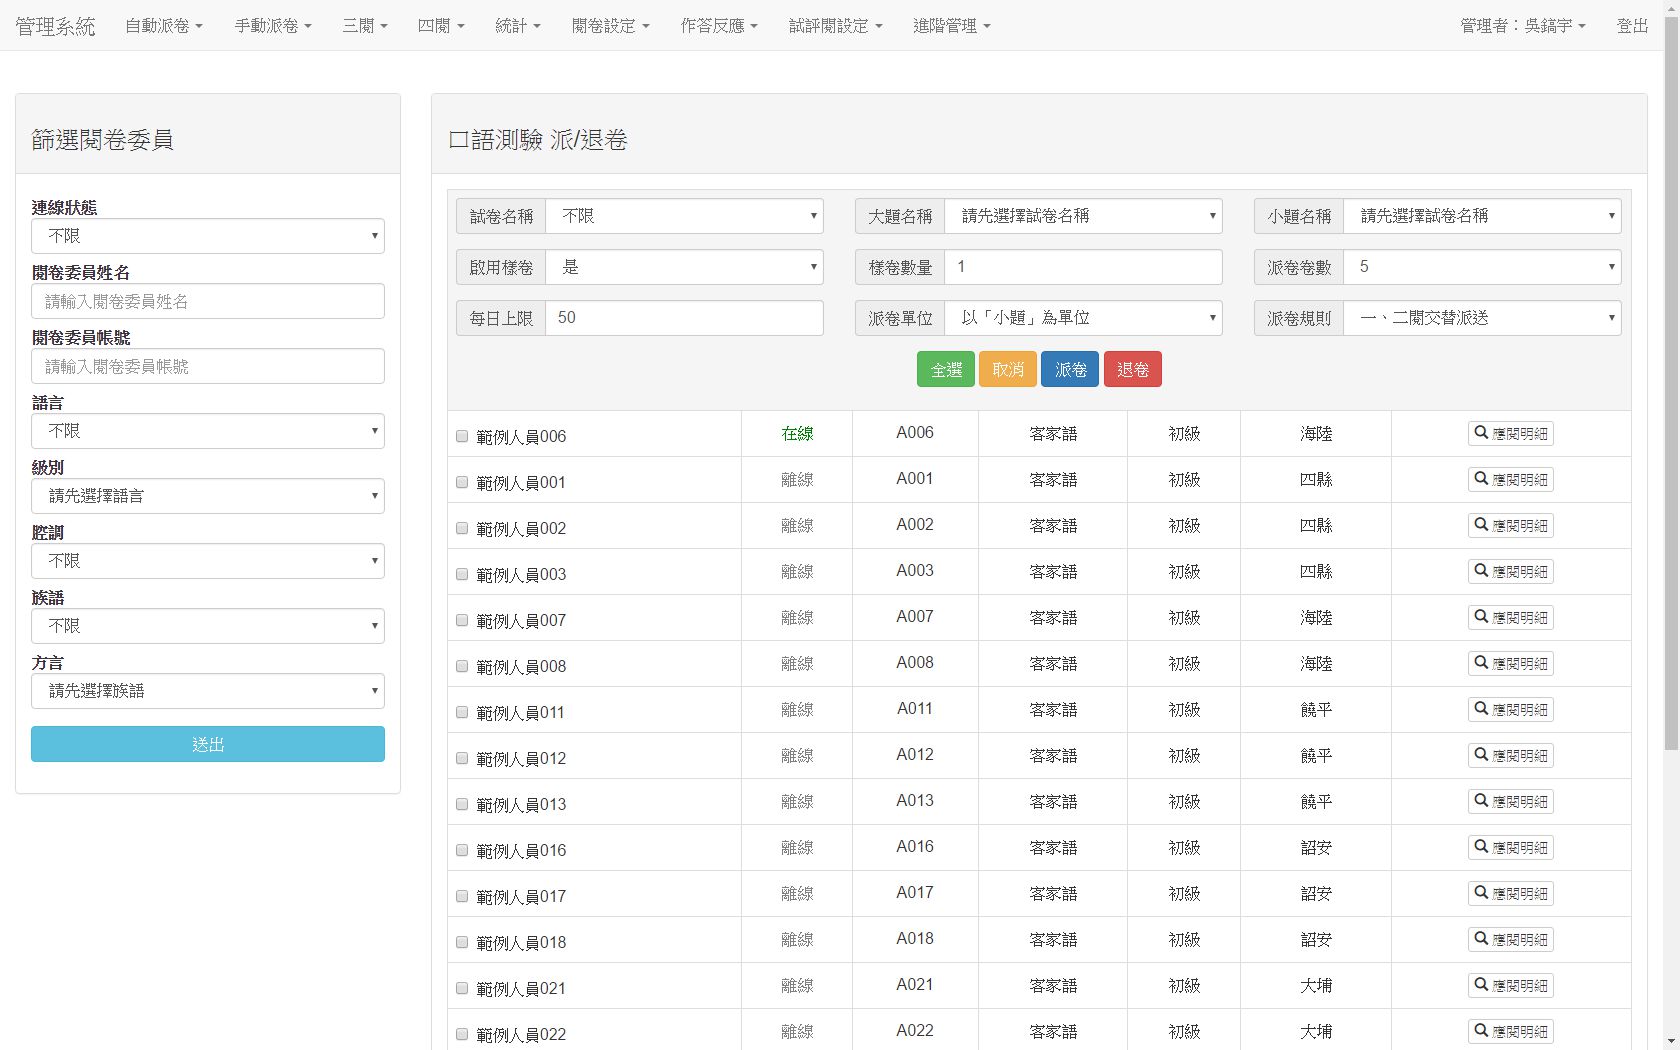 管理系統 自動派卷 手動派卷 三閱 四閱 統計 閱卷設定 作答反應 試評閱設定 進階管理 管理者：吳鎬宇 登出
篩選閱卷委員
連線狀態
不限
閱卷委員姓名
請輸入閱卷委員姓名
閱卷委員帳號
請輸入閱卷委員帳號
語言
不限
級別
請先選擇語言
腔調
不限
族語
不限
方言
請先選擇族語
送出
口語測驗 派/退卷
試卷名稱 不限 大題名稱 請先選擇試卷名稱 小題名稱 請先選擇試卷名稱
啟用樣卷 是 樣卷數量 1 派卷卷數 5
每日上限 50 派卷單位 以「小題」為單位 派卷規則 一、二閱交替派送
全選 取消 派卷 退卷
範例人員006 在線 A006 客家語 初級 海陸 應閱明細
範例人員001 離線 A001 客家語 初級 四縣 應閱明細
範例人員002 離線 A002 客家語 初級 四縣 應閱明細
範例人員003 離線 A003 客家語 初級 四縣 應閱明細
範例人員007 離線 A007 客家語 初級 海陸 應閱明細
範例人員008 離線 A008 客家語 初級 海陸 應閱明細
範例人員011 離線 A011 客家語 初級 饒平 應閱明細
範例人員012 離線 A012 客家語 初級 饒平 應閱明細
範例人員013 離線 A013 客家語 初級 饒平 應閱明細
範例人員016 離線 A016 客家語 初級 詔安 應閱明細
範例人員017 離線 A017 客家語 初級 詔安 應閱明細
範例人員018 離線 A018 客家語 初級 詔安 應閱明細
範例人員021 離線 A021 客家語 初級 大埔 應閱明細
範例人員022 離線 A022 客家語 初級 大埔 應閱明細